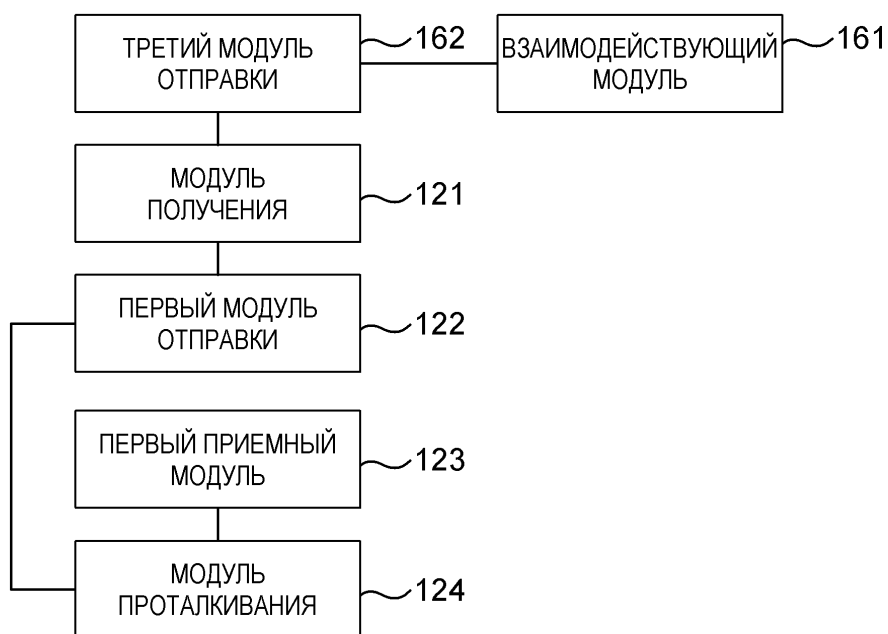 ТРЕТИЙ МОДУЛЬ
ОТПРАВКИ
162
ВЗАИМОДЕЙСТВУЮЩИЙ
МОДУЛЬ
161
МОДУЛЬ
ПОЛУЧЕНИЯ
121
ПЕРВЫЙ МОДУЛЬ
ОТПРАВКИ
122
ПЕРВЫЙ ПРИЕМНЫЙ
МОДУЛЬ
123
МОДУЛЬ
ПРОТАЛКИВАНИЯ
124